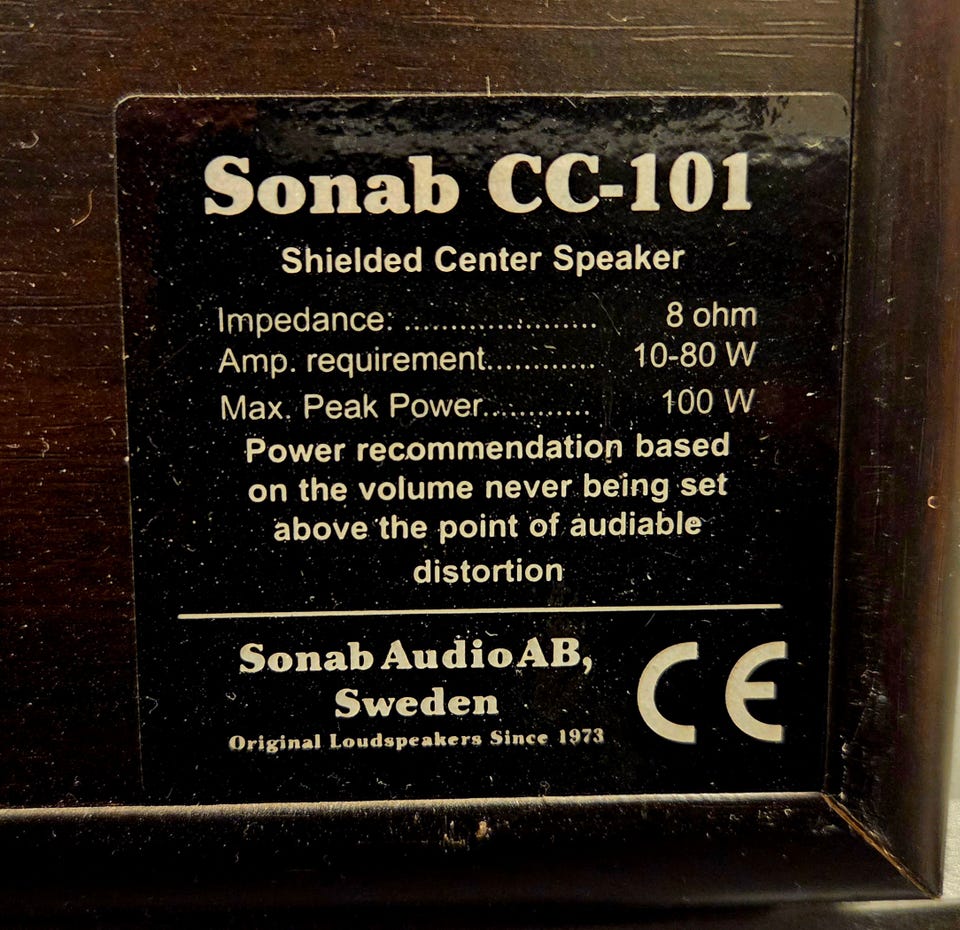 Sonab CC-101
Shielded Center Speaker
Impedance: ..................... 8 ohm
Amp. requirement............ 10-80 W
Max. Peak Power............ 100 W
Power recommendation based
on the volume never being set
above the point of audiable
distortion
Sonab Audio AB,
Sweden
Original Loudspeakers Since 1973
CE